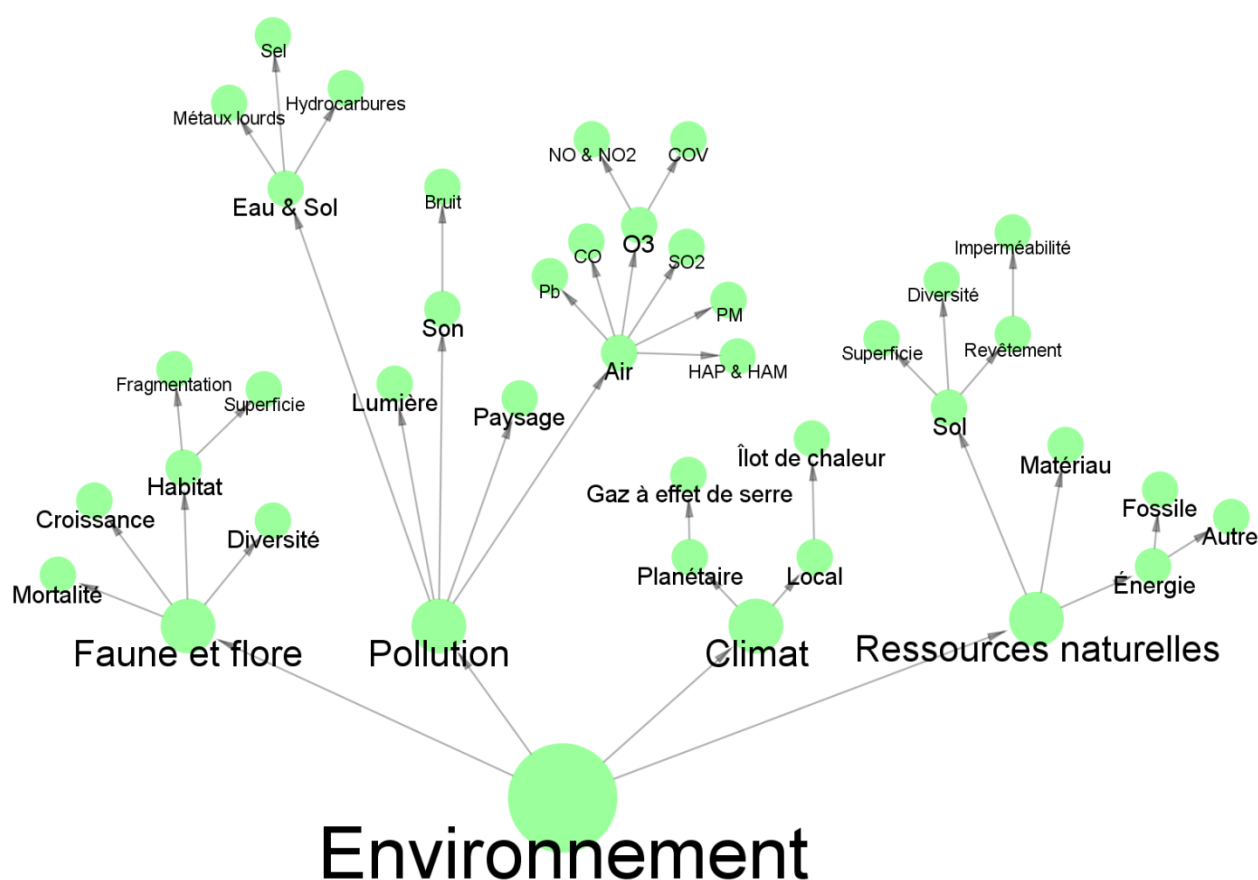 Sel
Métaux lourds
Hydrocarbures
Eau & Sol
NO & NO2
COV
Bruit
O3
CO
SO2
Pb
PM
Imperméabilité
Diversité
Son
Superficie
Revêtement
Air
HAP & HAM
Fragmentation
Superficie
Lumière
Paysage
Sol
Habitat
Îlot de chaleur
Matériau
Gaz à effet de serre
Croissance
Diversité
Fossile
Autre
Mortalité
Planétaire
Local
Énergie
Faune et flore
Pollution
Climat
Ressources naturelles
Environnement